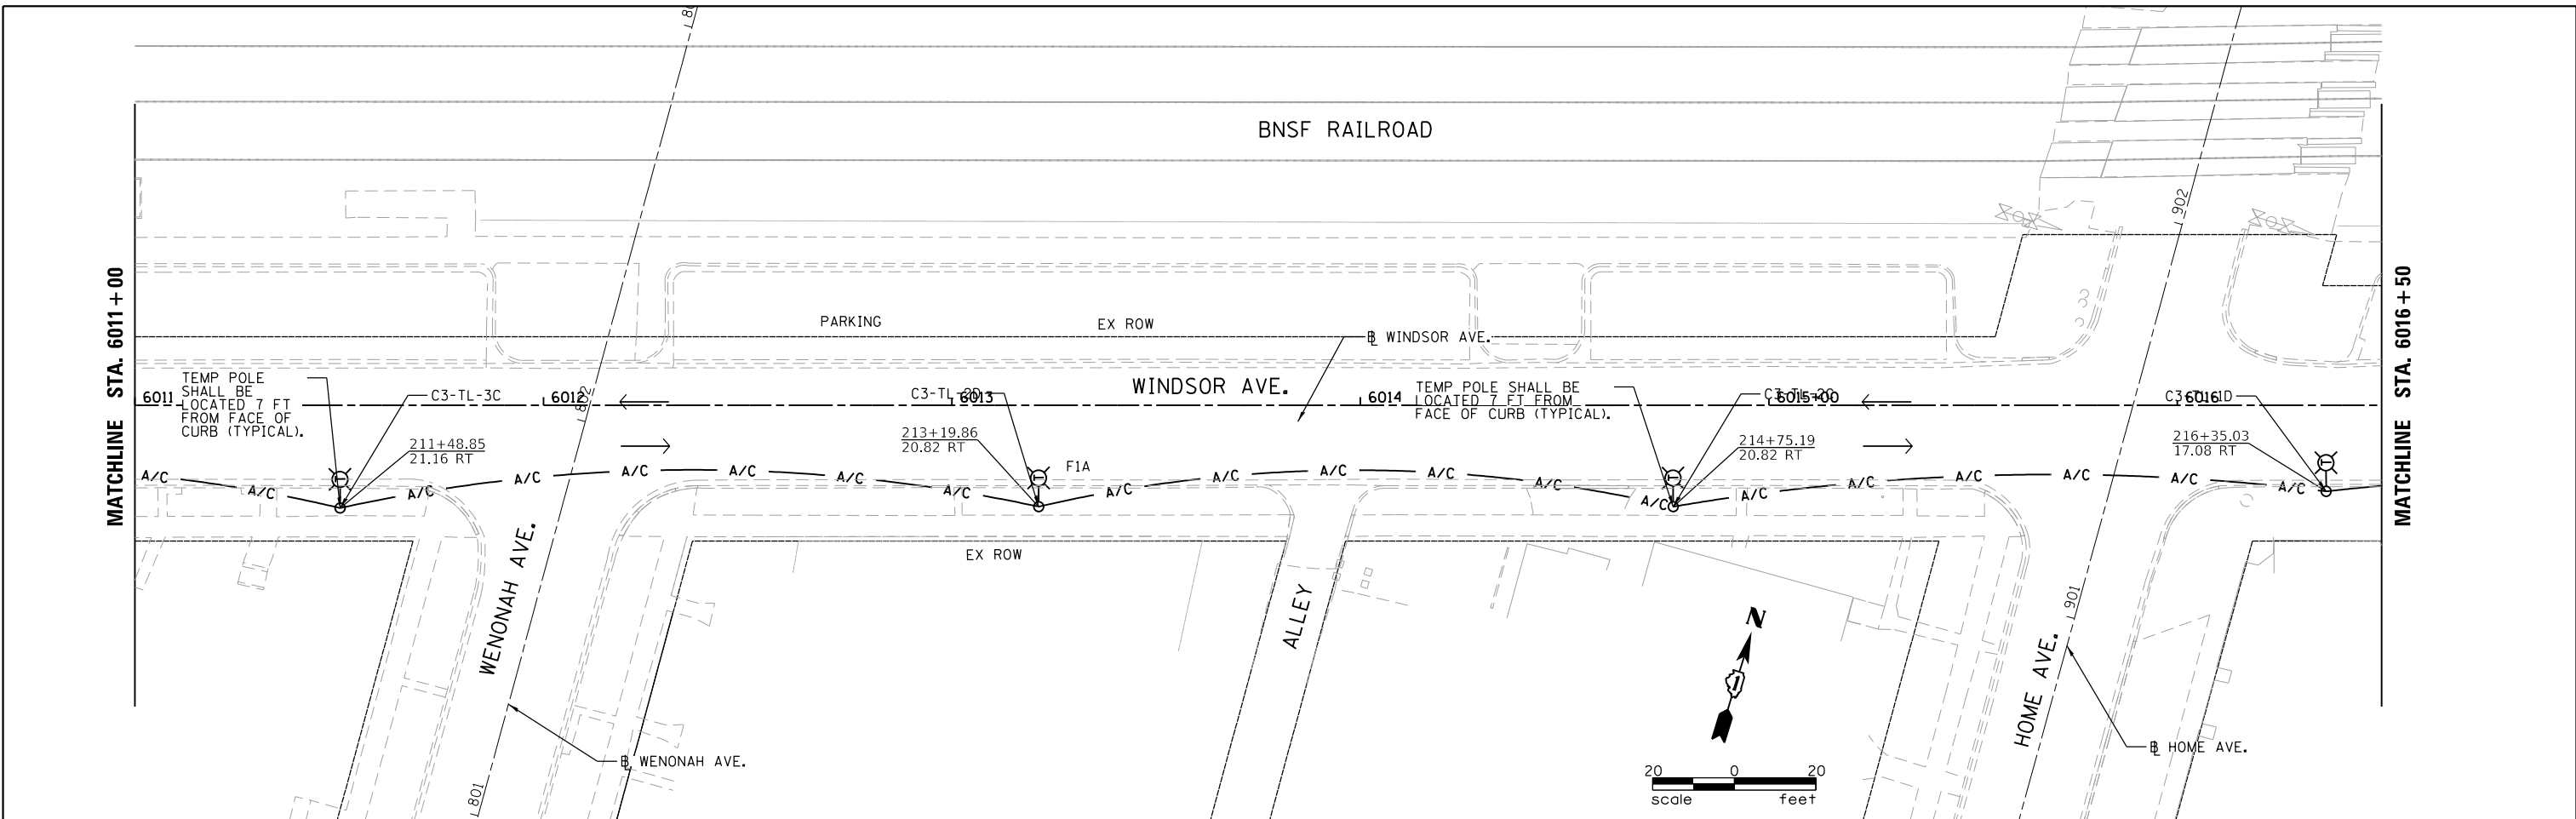 BNSF RAILROAD
902
MATCHLINE STA. 6011+00
MATCHLINE STA. 6016+50
PARKING
EX ROW
℄ WINDSOR AVE.
WINDSOR AVE.
TEMP POLE
SHALL BE
LOCATED 7 FT
FROM FACE OF
CURB (TYPICAL).
C3-TL-3C
TEMP POLE SHALL BE
LOCATED 7 FT FROM
FACE OF CURB (TYPICAL).
6011
6012
802
6013
6014
6015+00
6016
211+48.85
21.16 RT
213+19.86
20.82 RT
214+75.19
20.82 RT
216+35.03
17.08 RT
F1A
A/C A/C A/C A/C A/C A/C A/C A/C A/C A/C A/C A/C A/C A/C A/C A/C A/C A/C A/C A/C A/C
EX ROW
WENONAH AVE.
ALLEY
HOME AVE.
901
N
1
℄ WENONAH AVE.
℄ HOME AVE.
801
20 0 20
scale feet